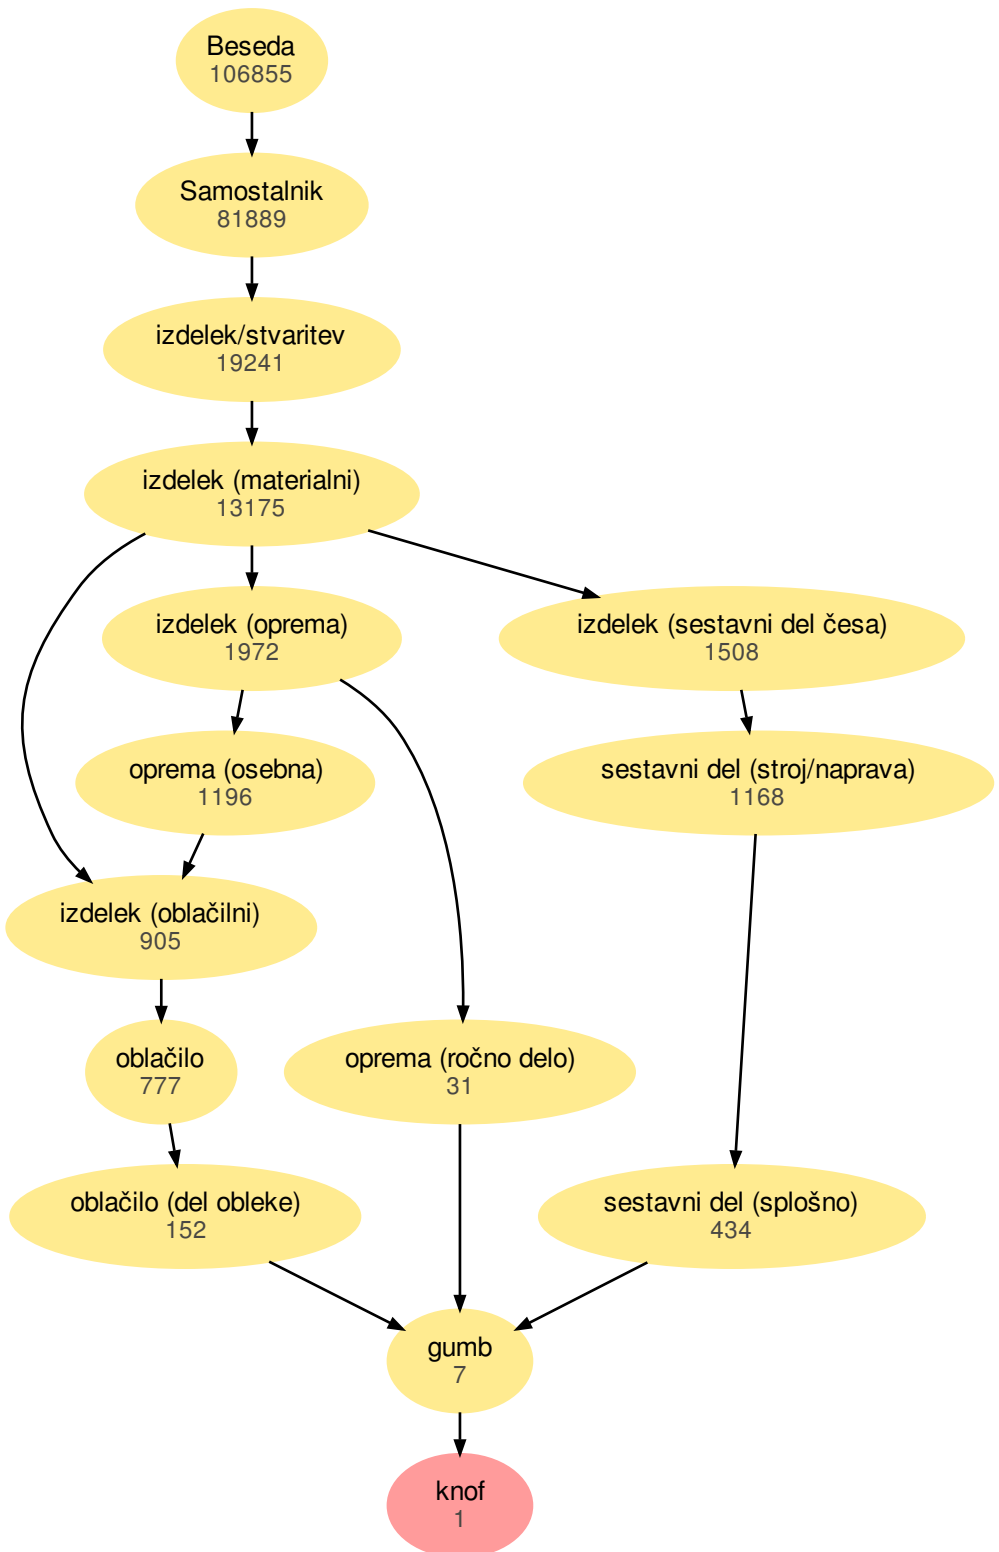 Beseda
106855
Samostalnik
81889
izdelek/stvaritev
19241
izdelek (materialni)
13175
izdelek (oprema)
1972
izdelek (sestavni del česa)
1508
oprema (osebna)
1196
sestavni del (stroj/naprava)
1168
izdelek (oblačilni)
905
oblačilo
777
oprema (ročno delo)
31
oblačilo (del obleke)
152
sestavni del (splošno)
434
gumb
7
knof
1